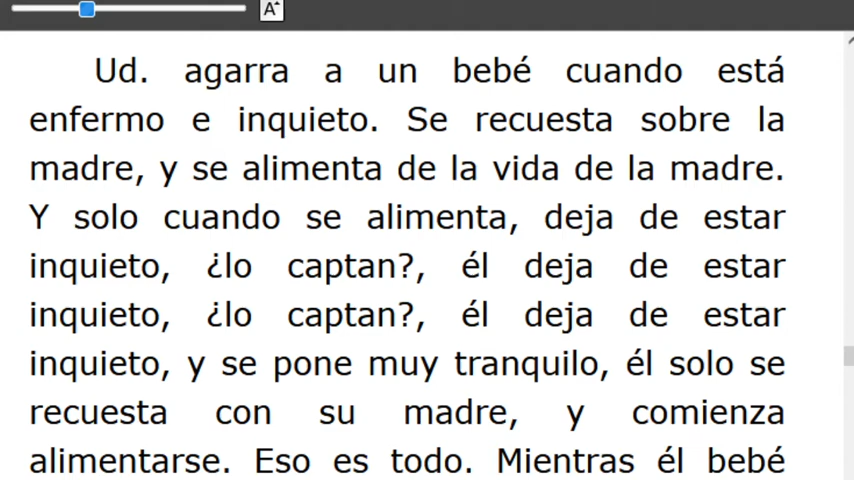 A
Ud. agarra a un bebé cuando está
enfermo e inquieto. Se recuesta sobre la
madre, y se alimenta de la vida de la madre.
Y solo cuando se alimenta, deja de estar
inquieto, ¿lo captan?, él deja de estar
inquieto, ¿lo captan?, él deja de estar
inquieto, y se pone muy tranquilo, él solo se
recuesta con su madre, y comienza
alimentarse. Eso es todo. Mientras él bebé